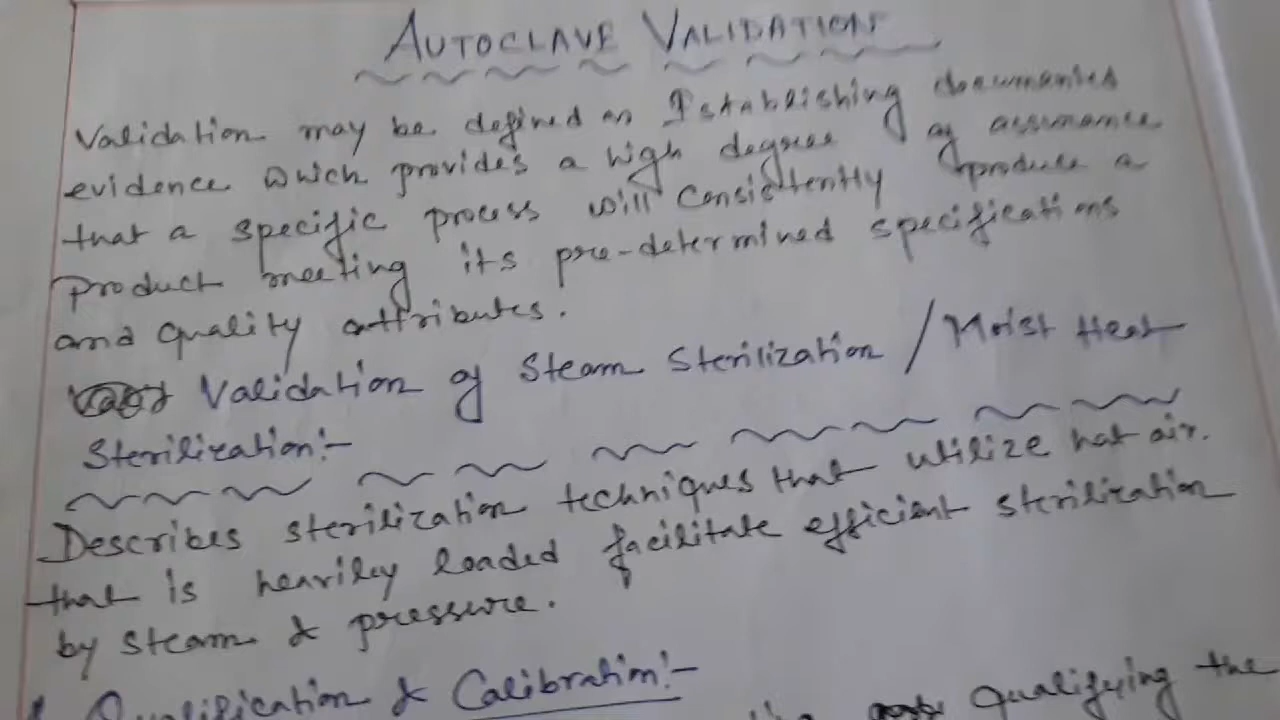 AUTOCLAVE VALIDATION
Validation may be defined as Establishing documented
evidence which provides a high degree of assurance
that a specific process will consistently produce a
product meeting its pre-determined specifications
and quality attributes.
Validation of Steam Sterilization / Moist Heat
Sterilization:-
Describes sterilization techniques that utilize hot air.
that is heavily loaded facilitate efficient sterilization
by steam & pressure.
Qualification & Calibration:-
Qualifying the